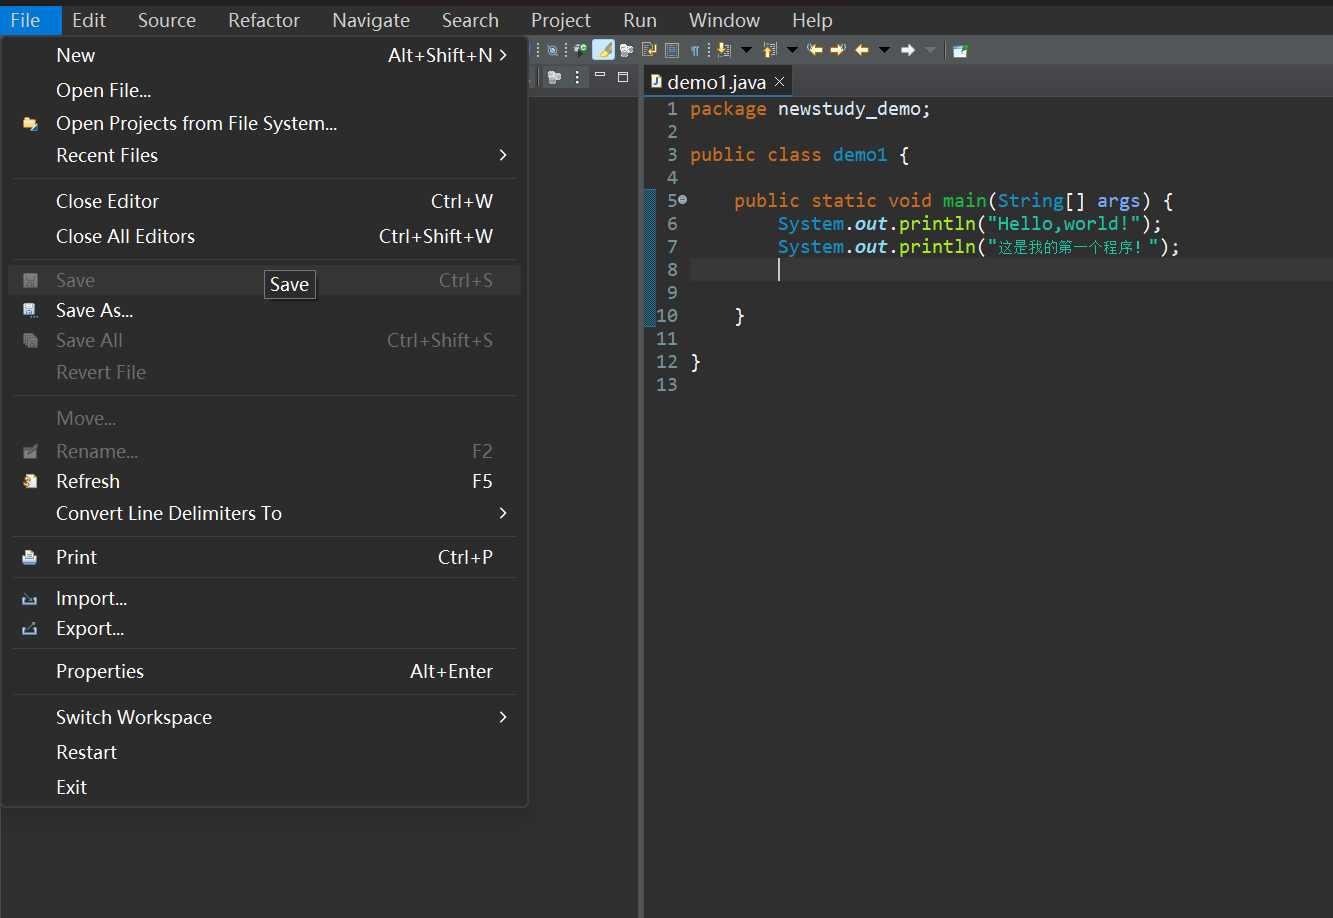 File Edit Source Refactor Navigate Search Project Run Window Help
New Alt+Shift+N
Open File...
Open Projects from File System...
Recent Files
Close Editor Ctrl+W
Close All Editors Ctrl+Shift+W
Save Ctrl+S
Save
Save As...
Save All Ctrl+Shift+S
Revert File
Move...
Rename... F2
Refresh F5
Convert Line Delimiters To
Print Ctrl+P
Import...
Export...
Properties Alt+Enter
Switch Workspace
Restart
Exit
demo1.java
1 package newstudy_demo;
2
3 public class demo1 {
4
5 public static void main(String[] args) {
6 System.out.println("Hello,world!");
7 System.out.println("这是我的第一个程序!");
8
9
10 }
11
12 }
13